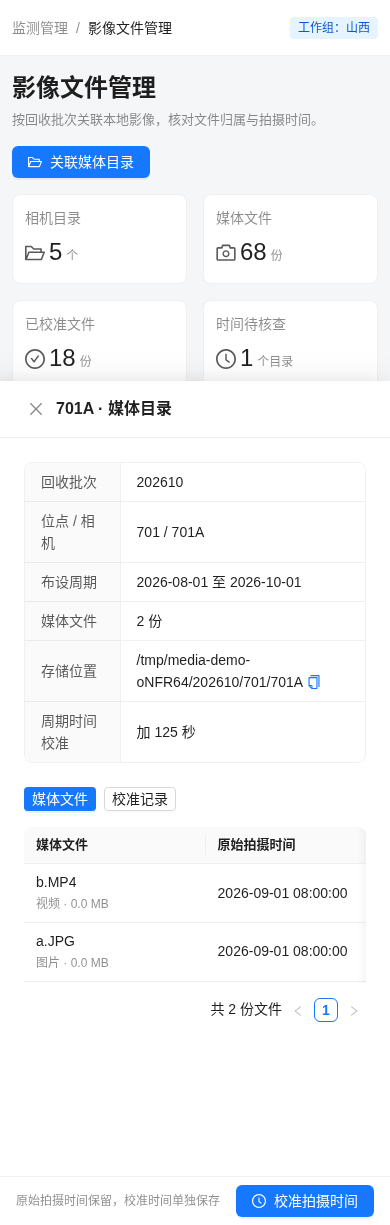 监测管理 / 影像文件管理
工作组：山西
影像文件管理
按回收批次关联本地影像，核对文件归属与拍摄时间。
关联媒体目录
相机目录
5 个
媒体文件
68 份
已校准文件
18 份
时间待核查
1 个目录
701A · 媒体目录
回收批次
202610
位点 / 相
机
701 / 701A
布设周期
2026-08-01 至 2026-10-01
媒体文件
2 份
存储位置
/tmp/media-demo-
oNFR64/202610/701/701A
周期时间
校准
加 125 秒
媒体文件
校准记录
媒体文件
原始拍摄时间
b.MP4
视频 · 0.0 MB
2026-09-01 08:00:00
a.JPG
图片 · 0.0 MB
2026-09-01 08:00:00
共 2 份文件
1
原始拍摄时间保留，校准时间单独保存
校准拍摄时间